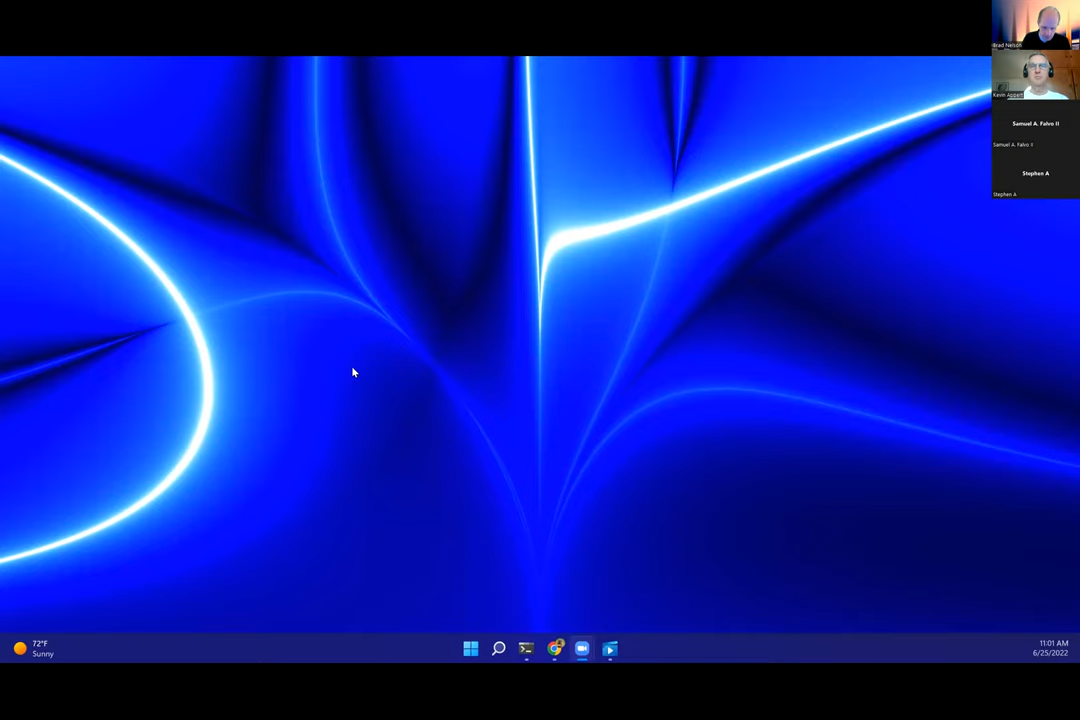 Brad Nelson
Kevin Appert
Samuel A. Falvo II
Samuel A. Falvo II
Stephen A
Stephen A
72°F
Sunny
11:01 AM
6/25/2022